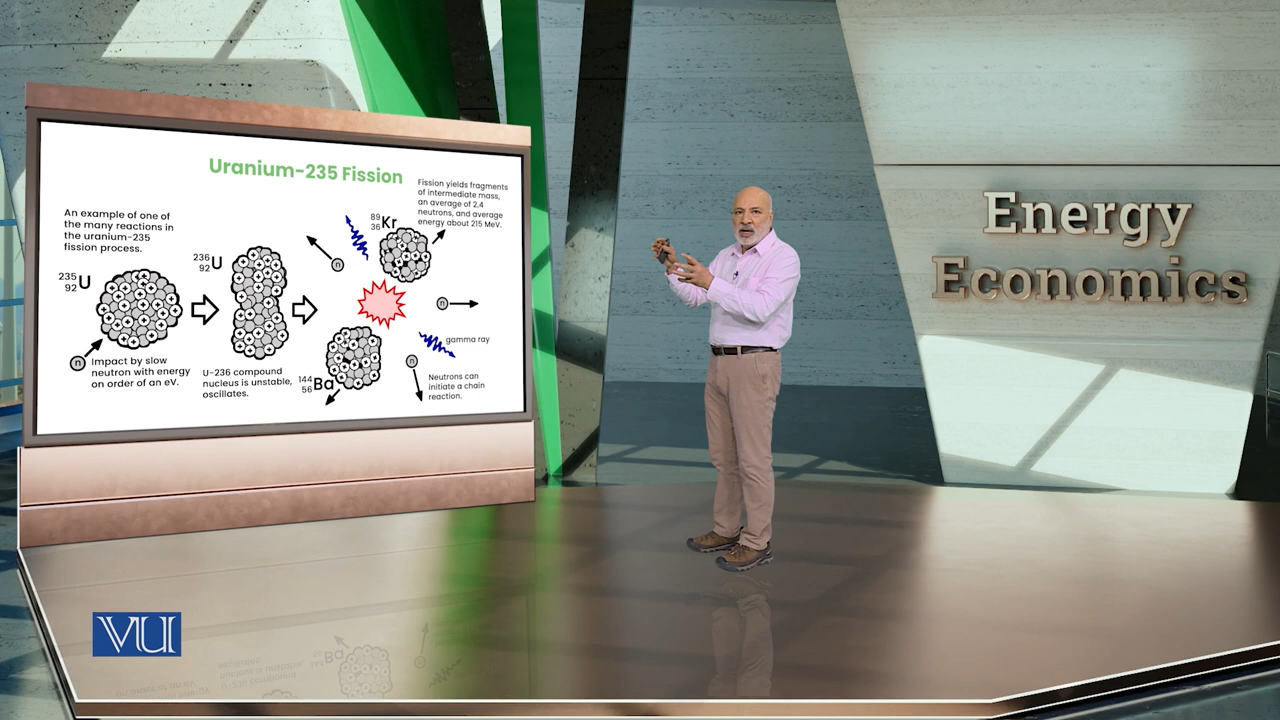 Uranium-235 Fission
An example of one of
the many reactions in
the uranium-235
fission process.
235
92
U
n
Impact by slow
neutron with energy
on order of an eV.
236
92
U
U-236 compound
nucleus is unstable,
oscillates.
n
89
36
Kr
Fission yields fragments
of intermediate mass,
an average of 2,4
neutrons, and average
energy about 215 MeV.
n
gamma ray
144
56
Ba
n
Neutrons can
initiate a chain
reaction.
Energy
Economics
VU